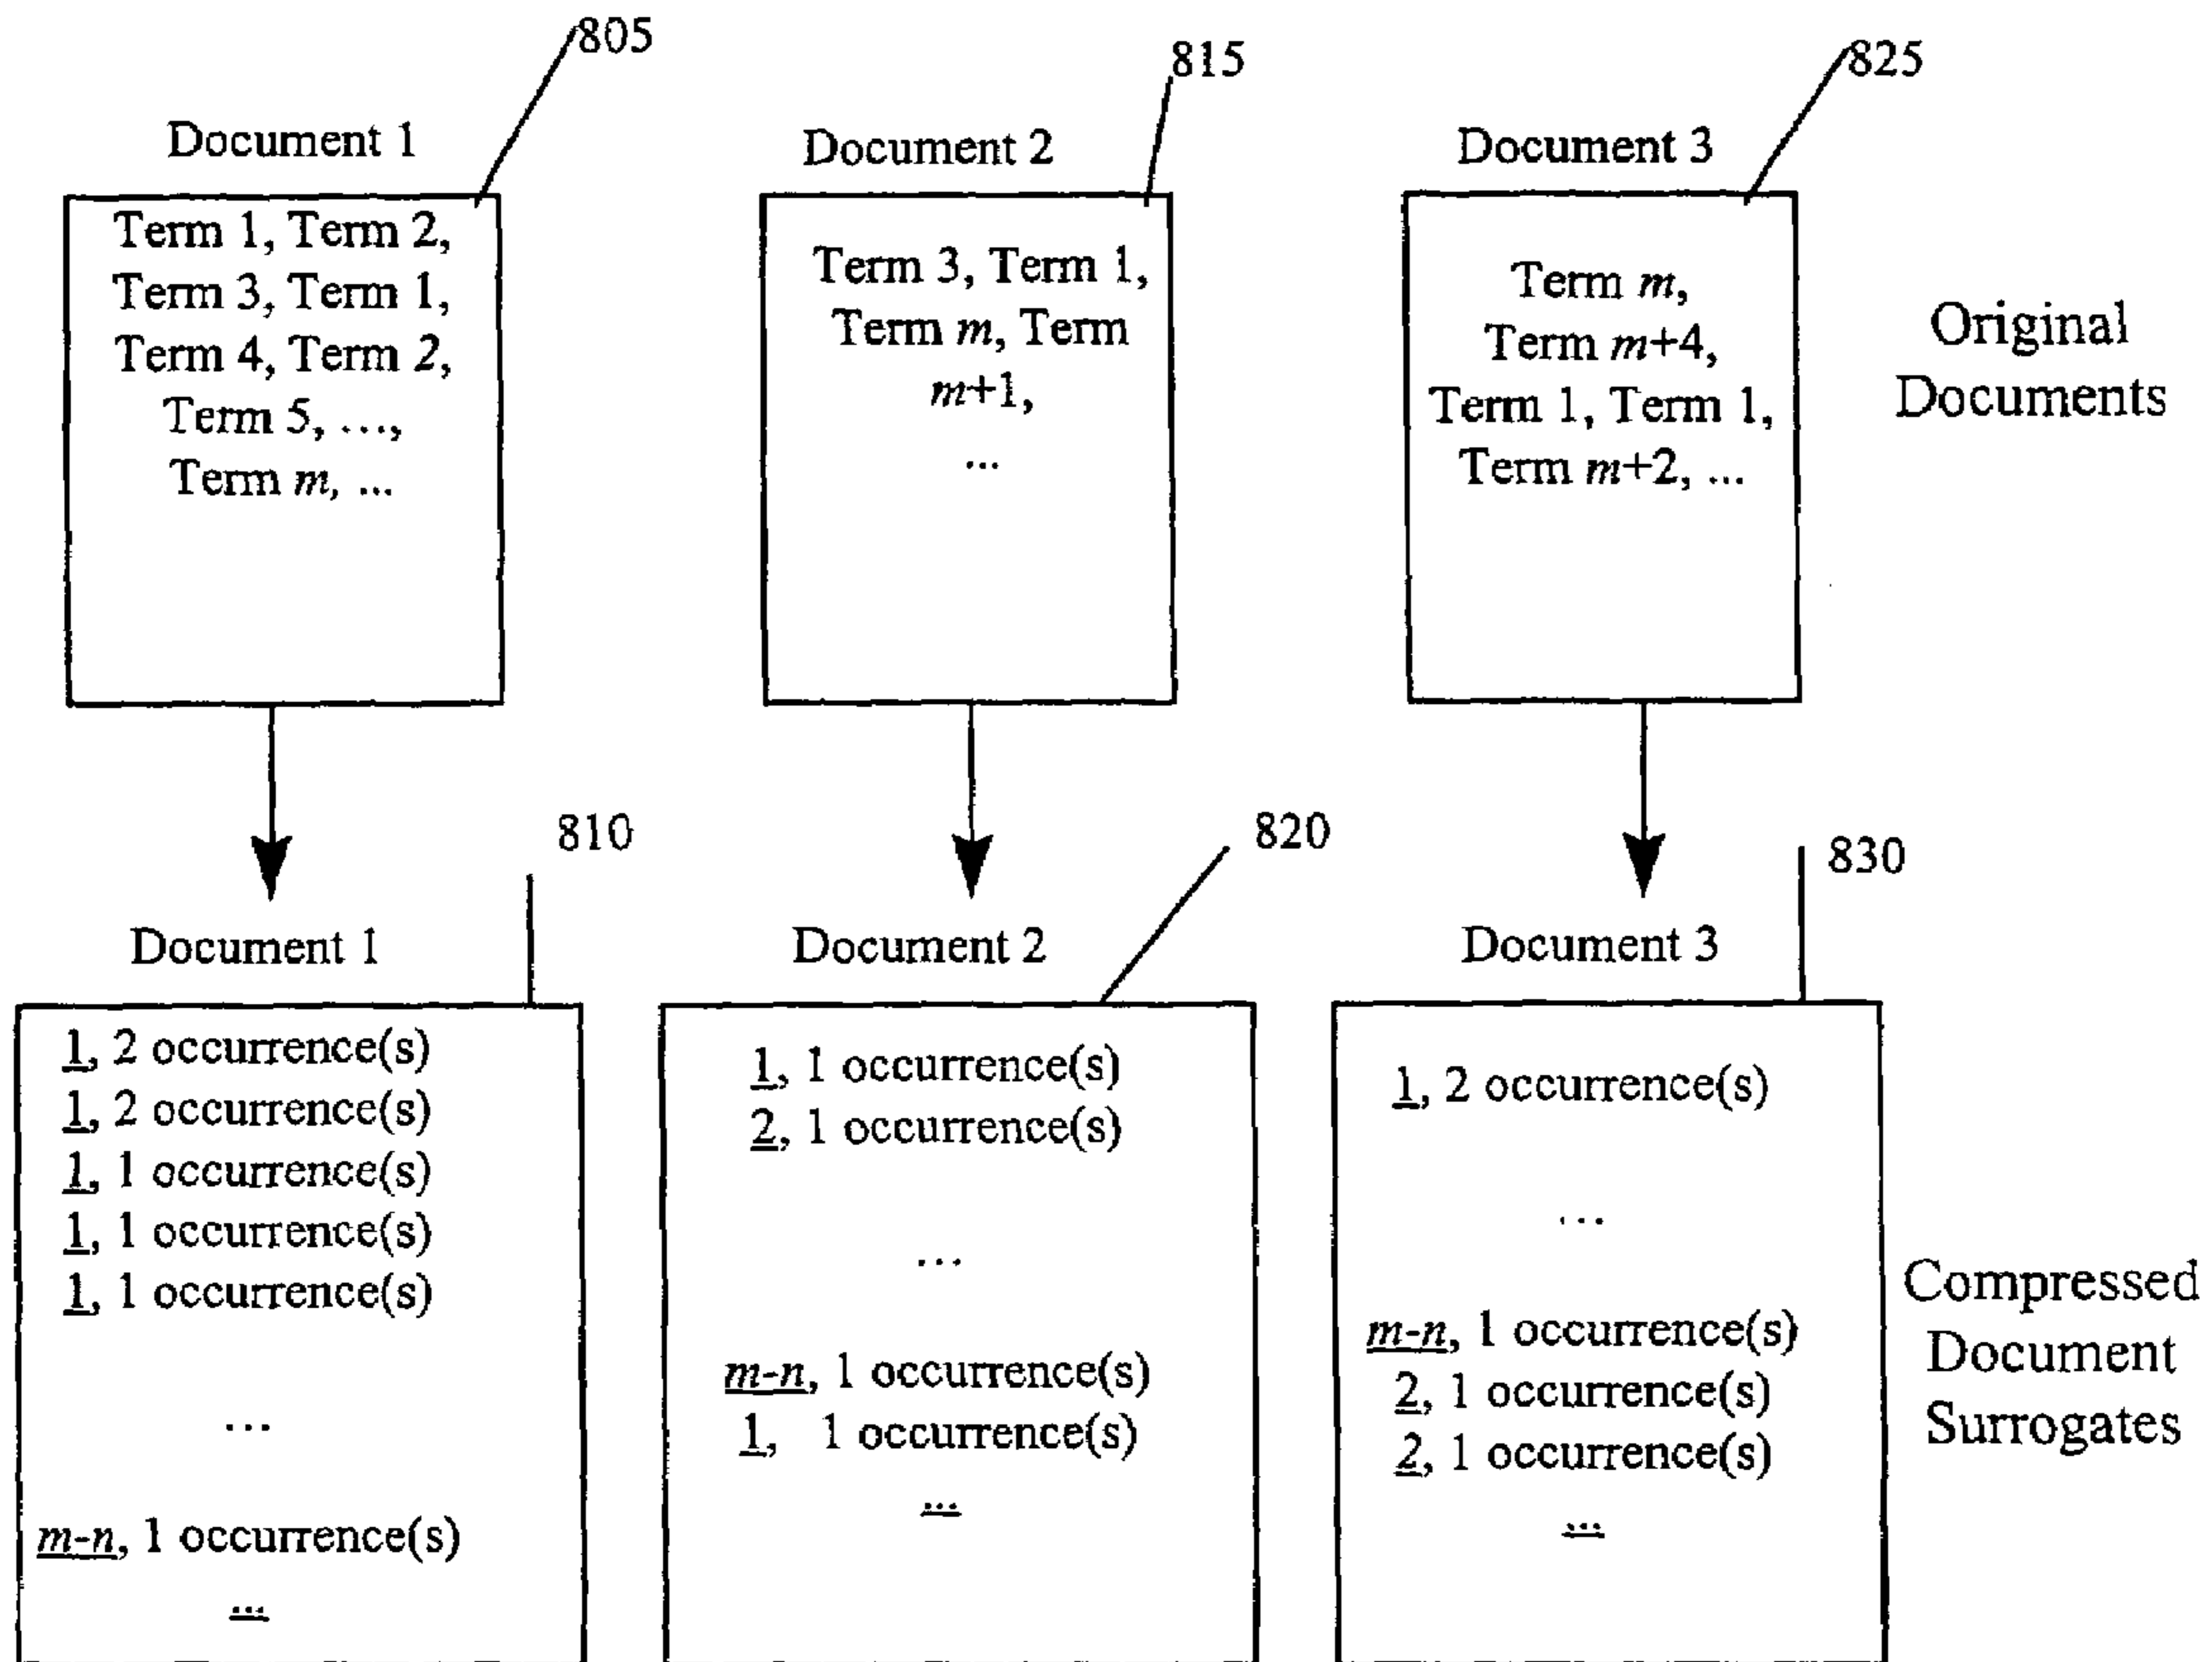 805
815
825
Document 1
Document 2
Document 3
Term 1, Term 2,
Term 3, Term 1,
Term 4, Term 2,
Term 5, ...,
Term m, ...
Term 3, Term 1,
Term m, Term
m+1,
...
Term m,
Term m+4,
Term 1, Term 1,
Term m+2, ...
Original
Documents
810
820
830
Document 1
Document 2
Document 3
1, 2 occurrence(s)
1, 2 occurrence(s)
1, 1 occurrence(s)
1, 1 occurrence(s)
1, 1 occurrence(s)
...
m-n, 1 occurrence(s)
...
1, 1 occurrence(s)
2, 1 occurrence(s)
...
m-n, 1 occurrence(s)
1, 1 occurrence(s)
...
1, 2 occurrence(s)
...
m-n, 1 occurrence(s)
2, 1 occurrence(s)
2, 1 occurrence(s)
...
Compressed
Document
Surrogates